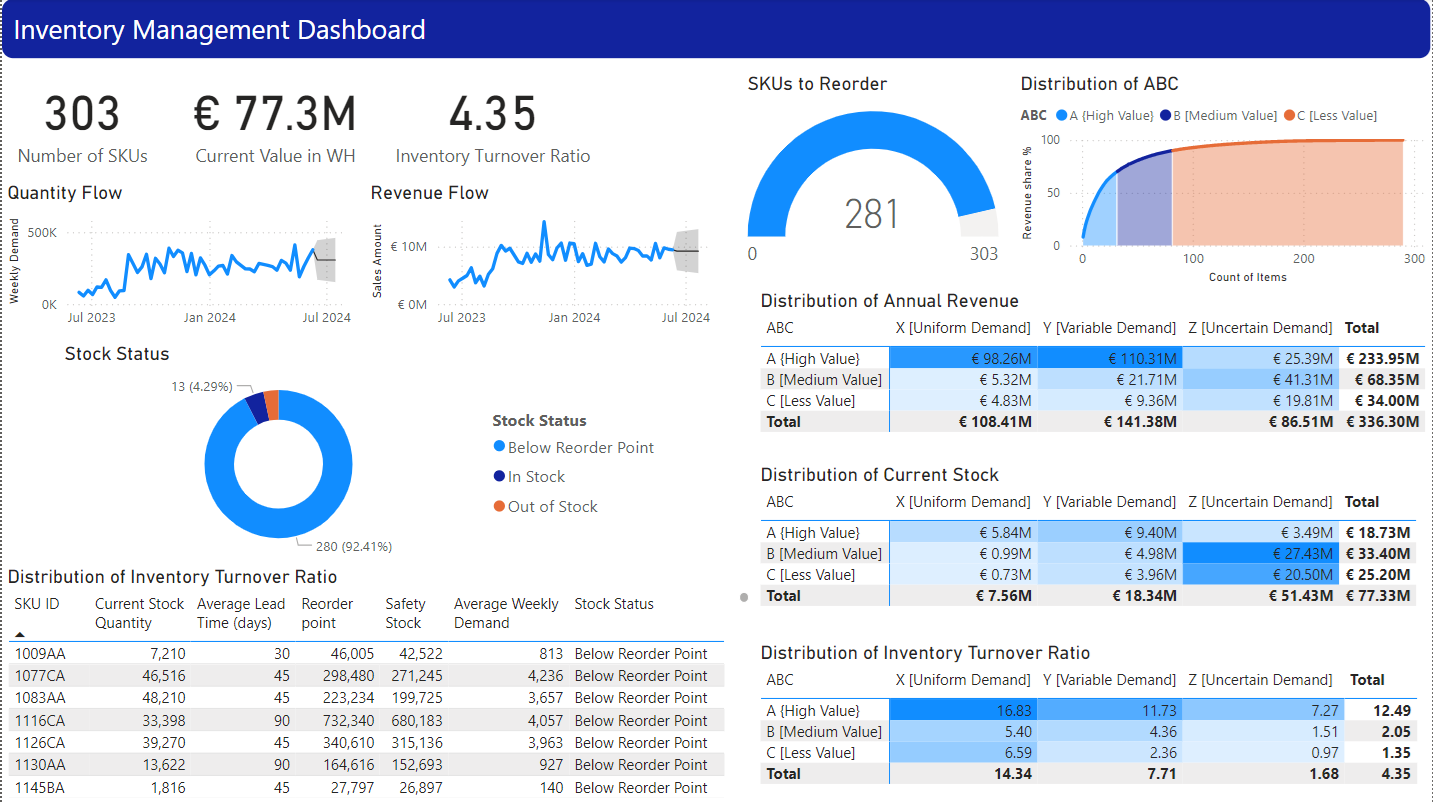 Inventory Management Dashboard
303
Number of SKUs
€ 77.3M
Current Value in WH
4.35
Inventory Turnover Ratio
Quantity Flow
Weekly Demand
500K
0K
Jul 2023
Jan 2024
Jul 2024
Revenue Flow
Sales Amount
€ 10M
€ 0M
Jul 2023
Jan 2024
Jul 2024
Stock Status
13 (4.29%)
280 (92.41%)
Stock Status
Below Reorder Point
In Stock
Out of Stock
Distribution of Inventory Turnover Ratio
SKU ID Current Stock Quantity Average Lead Time (days) Reorder point Safety Stock Average Weekly Demand Stock Status
1009AA 7,210 30 46,005 42,522 813 Below Reorder Point
1077CA 46,516 45 298,480 271,245 4,236 Below Reorder Point
1083AA 48,210 45 223,234 199,725 3,657 Below Reorder Point
1116CA 33,398 90 732,340 680,183 4,057 Below Reorder Point
1126CA 39,270 45 340,610 315,136 3,963 Below Reorder Point
1130AA 13,622 90 164,616 152,693 927 Below Reorder Point
1145BA 1,816 45 27,797 26,897 140 Below Reorder Point
SKUs to Reorder
281
0
303
Distribution of ABC
ABC A {High Value} B [Medium Value] C [Less Value]
Revenue share %
100
50
0
0
100
200
300
Count of Items
Distribution of Annual Revenue
ABC X [Uniform Demand] Y [Variable Demand] Z [Uncertain Demand] Total
A {High Value} € 98.26M € 110.31M € 25.39M € 233.95M
B [Medium Value] € 5.32M € 21.71M € 41.31M € 68.35M
C [Less Value] € 4.83M € 9.36M € 19.81M € 34.00M
Total € 108.41M € 141.38M € 86.51M € 336.30M
Distribution of Current Stock
ABC X [Uniform Demand] Y [Variable Demand] Z [Uncertain Demand] Total
A {High Value} € 5.84M € 9.40M € 3.49M € 18.73M
B [Medium Value] € 0.99M € 4.98M € 27.43M € 33.40M
C [Less Value] € 0.73M € 3.96M € 20.50M € 25.20M
Total € 7.56M € 18.34M € 51.43M € 77.33M
Distribution of Inventory Turnover Ratio
ABC X [Uniform Demand] Y [Variable Demand] Z [Uncertain Demand] Total
A {High Value} 16.83 11.73 7.27 12.49
B [Medium Value] 5.40 4.36 1.51 2.05
C [Less Value] 6.59 2.36 0.97 1.35
Total 14.34 7.71 1.68 4.35